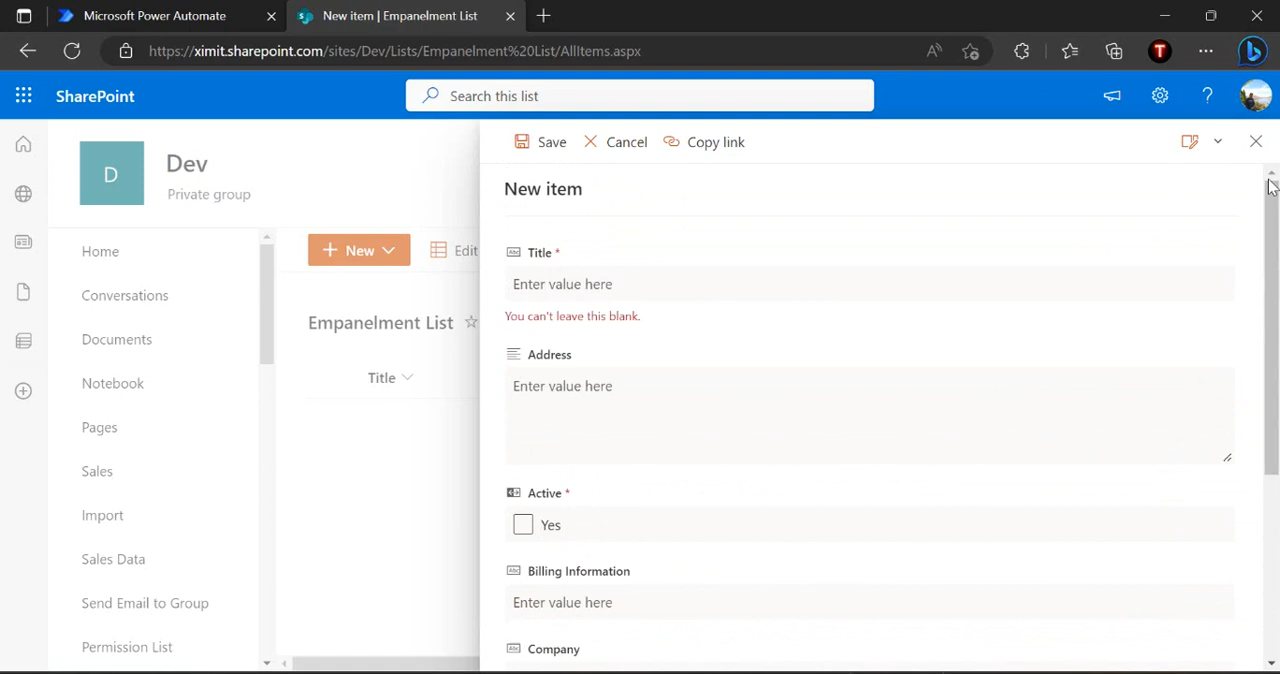 Microsoft Power Automate
New item | Empanelment List
https://ximit.sharepoint.com/sites/Dev/Lists/Empanelment%20List/AllItems.aspx
SharePoint
Search this list
D
Dev
Private group
Save
Cancel
Copy link
New item
Home
Conversations
Documents
Notebook
Pages
Sales
Import
Sales Data
Send Email to Group
Permission List
New
Edit
Empanelment List
Title
Title *
Enter value here
You can't leave this blank.
Address
Enter value here
Active *
Yes
Billing Information
Enter value here
Company